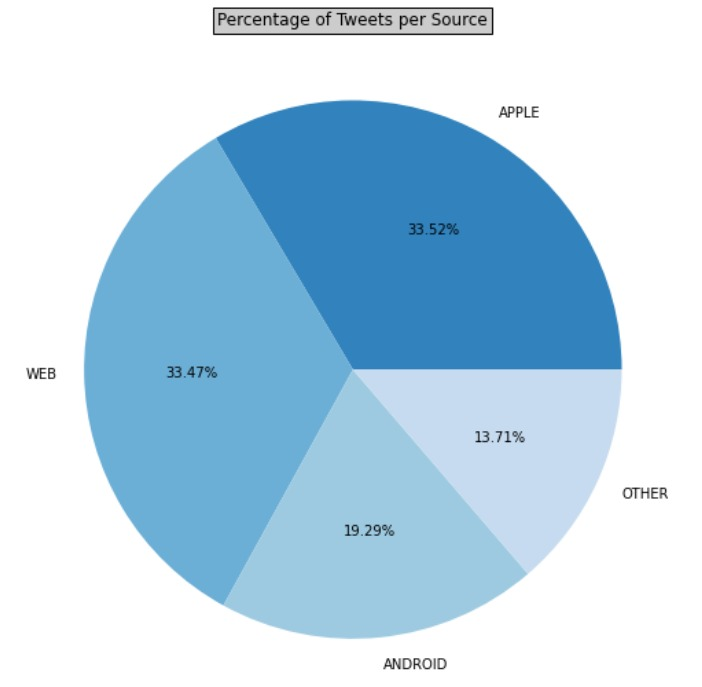 Percentage of Tweets per Source
APPLE
33.52%
WEB
33.47%
13.71%
OTHER
19.29%
ANDROID